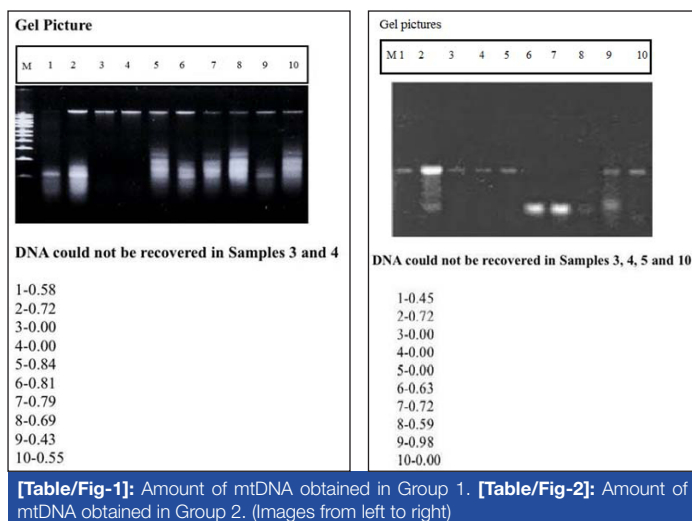 Gel Picture
M 1 2 3 4 5 6 7 8 9 10
DNA could not be recovered in Samples 3 and 4
1-0.58
2-0.72
3-0.00
4-0.00
5-0.84
6-0.81
7-0.79
8-0.69
9-0.43
10-0.55
Gel pictures
M 1 2 3 4 5 6 7 8 9 10
DNA could not be recovered in Samples 3, 4, 5 and 10
1-0.45
2-0.72
3-0.00
4-0.00
5-0.00
6-0.63
7-0.72
8-0.59
9-0.98
10-0.00
[Table/Fig-1]: Amount of mtDNA obtained in Group 1. [Table/Fig-2]: Amount of
mtDNA obtained in Group 2. (Images from left to right)